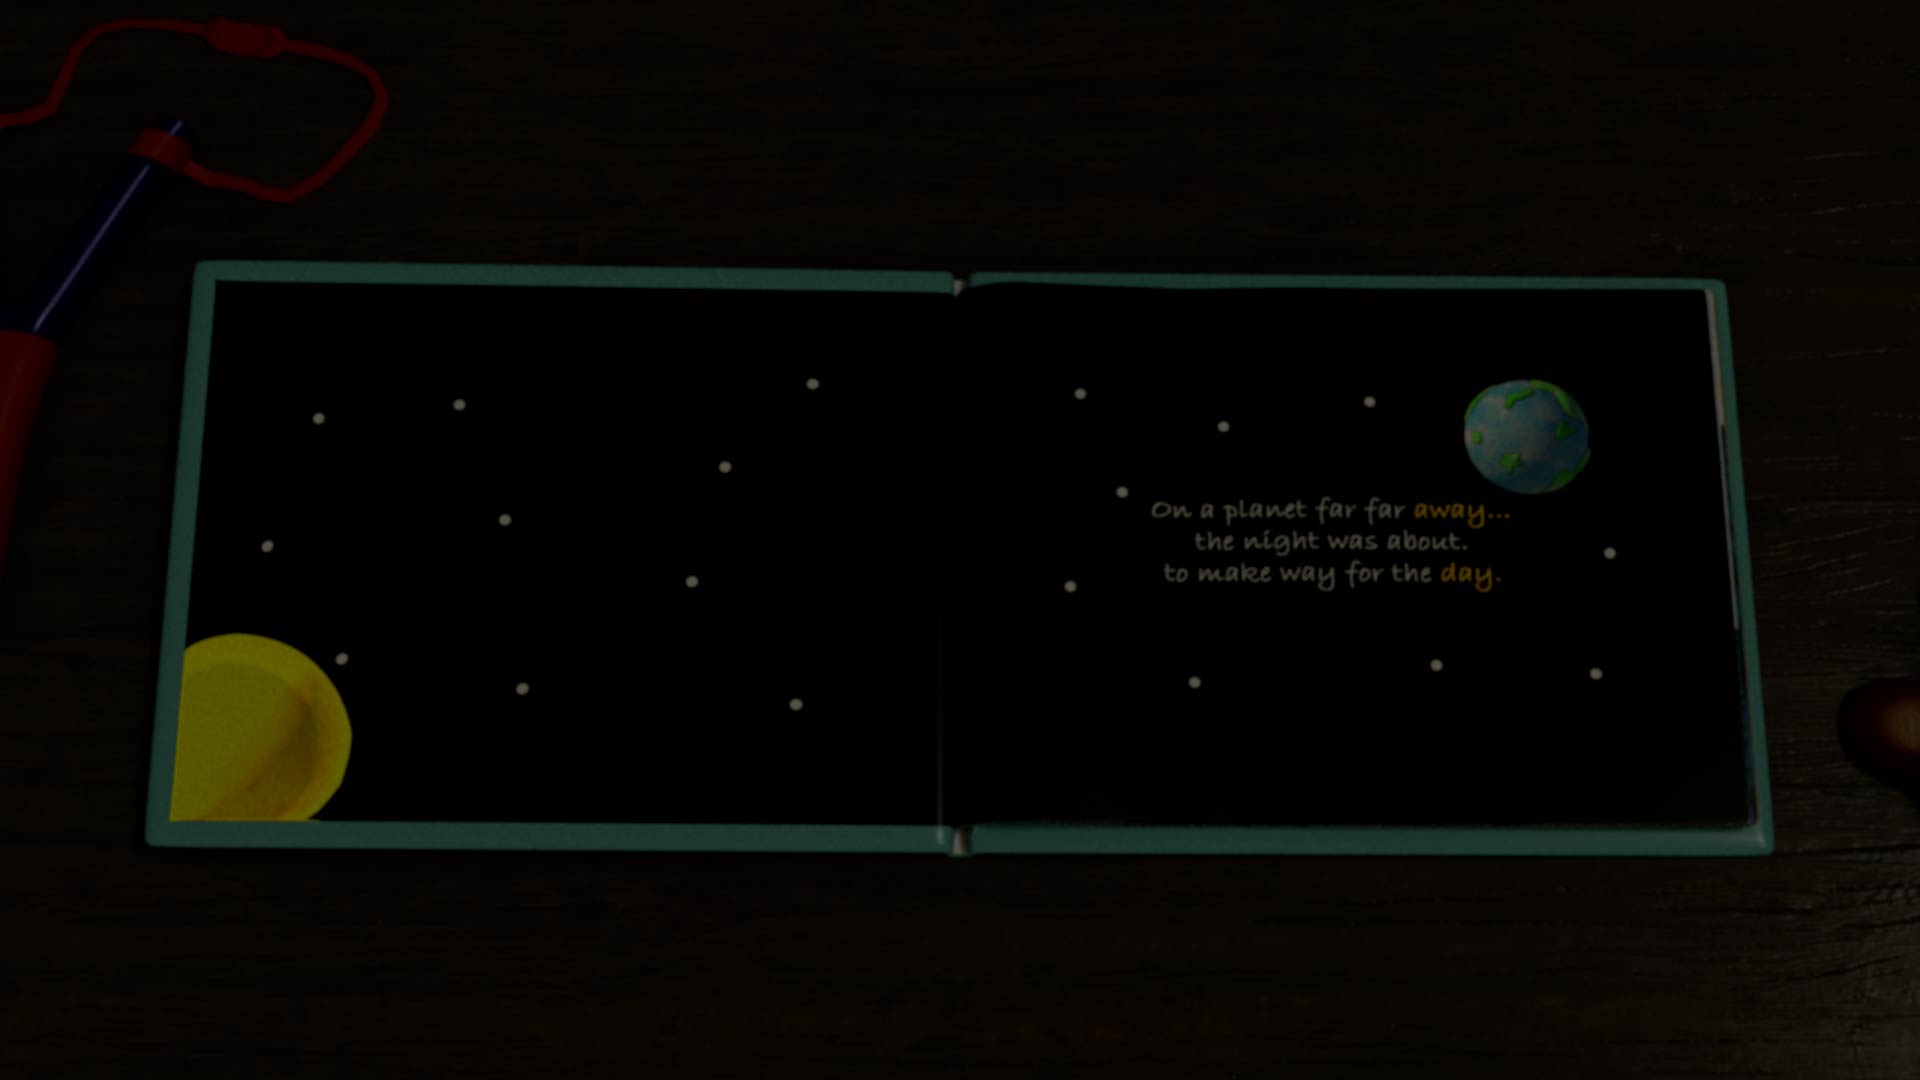 On a planet far far away...
the night was about.
to make way for the day.